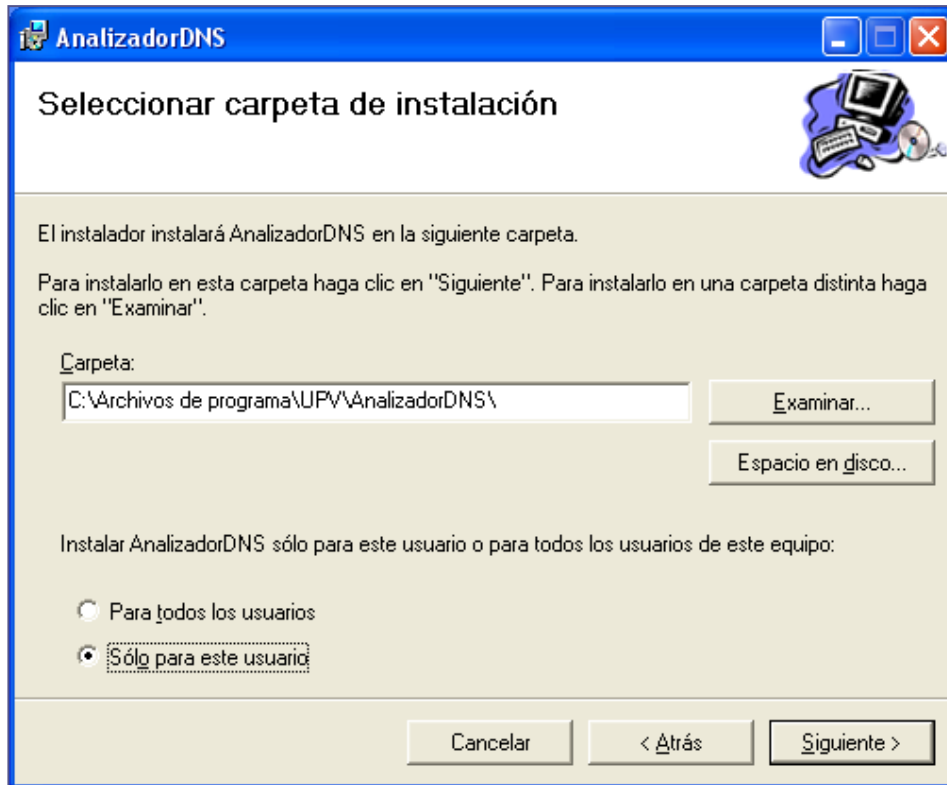 AnalizadorDNS
Seleccionar carpeta de instalación
El instalador instalará AnalizadorDNS en la siguiente carpeta.
Para instalarlo en esta carpeta haga clic en "Siguiente". Para instalarlo en una carpeta distinta haga
clic en "Examinar".
Carpeta:
C:\Archivos de programa\UPV\AnalizadorDNS\
Examinar...
Espacio en disco...
Instalar AnalizadorDNS sólo para este usuario o para todos los usuarios de este equipo:
Para todos los usuarios
Sólo para este usuario
Cancelar
< Atrás
Siguiente >